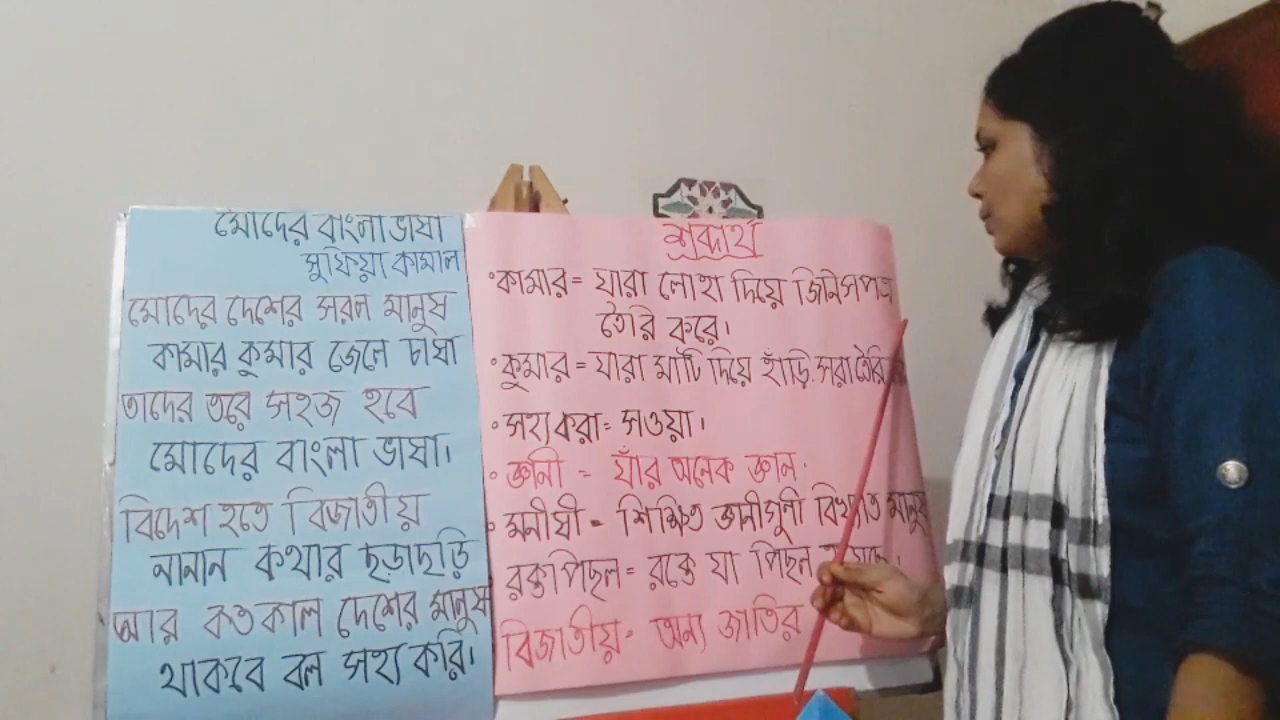 মোদের বাংলা ভাষা
সুফিয়া কামাল
মোদের দেশের সরল মানুষ
কামার কুমার জেলে চাষা
তাদের তরে সহজ হবে
মোদের বাংলা ভাষা।
বিদেশ হতে বিজাতীয়
নানান কথার ছড়াছড়ি
আর কতকাল দেশের মানুষ
থাকবে বল সহ্য করি।
শব্দার্থ
কামার = যারা লোহা দিয়ে জিনিসপত্র
তৈরি করে।
কুমার = যারা মাটি দিয়ে হাঁড়ি, সরা তৈরি
সহ্য করা = সওয়া।
জ্ঞানী = যাঁর অনেক জ্ঞান।
মনীষী = শিক্ষিত জ্ঞানীগুণী বিখ্যাত মানুষ
রক্তপিছল = রক্তে যা পিছল
বিজাতীয় = অন্য জাতির